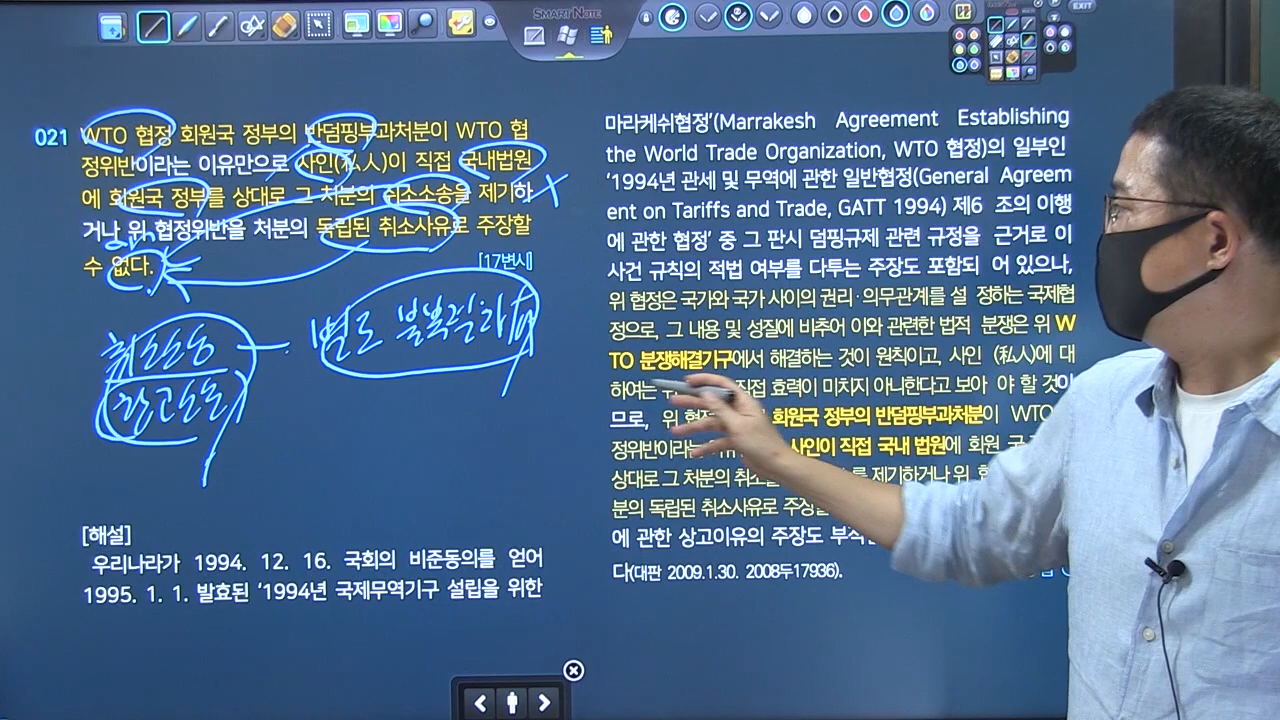 SMART NOTE
EXIT
021 WTO 협정 회원국 정부의 반덤핑부과처분이 WTO 협
정위반이라는 이유만으로 사인(私人)이 직접 국내법원
에 회원국 정부를 상대로 그 처분의 취소소송을 제기하
거나 위 협정위반을 처분의 독립된 취소사유로 주장할
수 없다.
[17변시]
취소소송
[해설]
우리나라가 1994. 12. 16. 국회의 비준동의를 얻어
1995. 1. 1. 발효된 '1994년 국제무역기구 설립을 위한
마라케쉬협정'(Marrakesh Agreement Establishing
the World Trade Organization, WTO 협정)의 일부인
'1994년 관세 및 무역에 관한 일반협정(General Agreem
ent on Tariffs and Trade, GATT 1994) 제6 조의 이행
에 관한 협정' 중 그 판시 덤핑규제 관련 규정을 근거로 이
사건 규칙의 적법 여부를 다투는 주장도 포함되 어 있으나,
위 협정은 국가와 국가 사이의 권리·의무관계를 설 정하는 국제협
정으로, 그 내용 및 성질에 비추어 이와 관련한 법적 분쟁은 위 W
TO 분쟁해결기구에서 해결하는 것이 원칙이고, 사인 (私人)에 대
하여는 직접 효력이 미치지 아니한다고 보아 야 할 것이
므로, 위 협 회원국 정부의 반덤핑부과처분이 WTO
정위반이라는 사인이 직접 국내 법원에 회원 국
상대로 그 처분의 취소 를 제기하거나 위
분의 독립된 취소사유로 주장
에 관한 상고이유의 주장도 부적
다(대판 2009.1.30. 2008두17936).